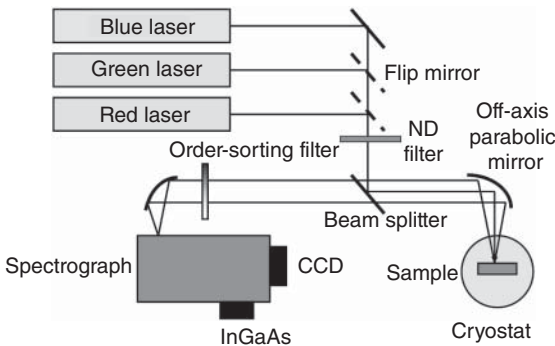 Blue laser
Green laser
Flip mirror
Red laser
Off-axis
parabolic
mirror
ND
filter
Order-sorting filter
Beam splitter
Spectrograph
CCD
Sample
InGaAs
Cryostat